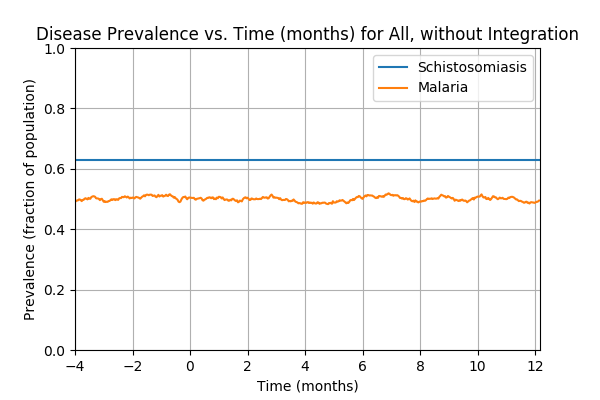 Disease Prevalence vs. Time (months) for All, without Integration
Schistosomiasis
Malaria
Prevalence (fraction of population)
1.0
0.8
0.6
0.4
0.2
0.0
−4 −2 0 2 4 6 8 10 12
Time (months)